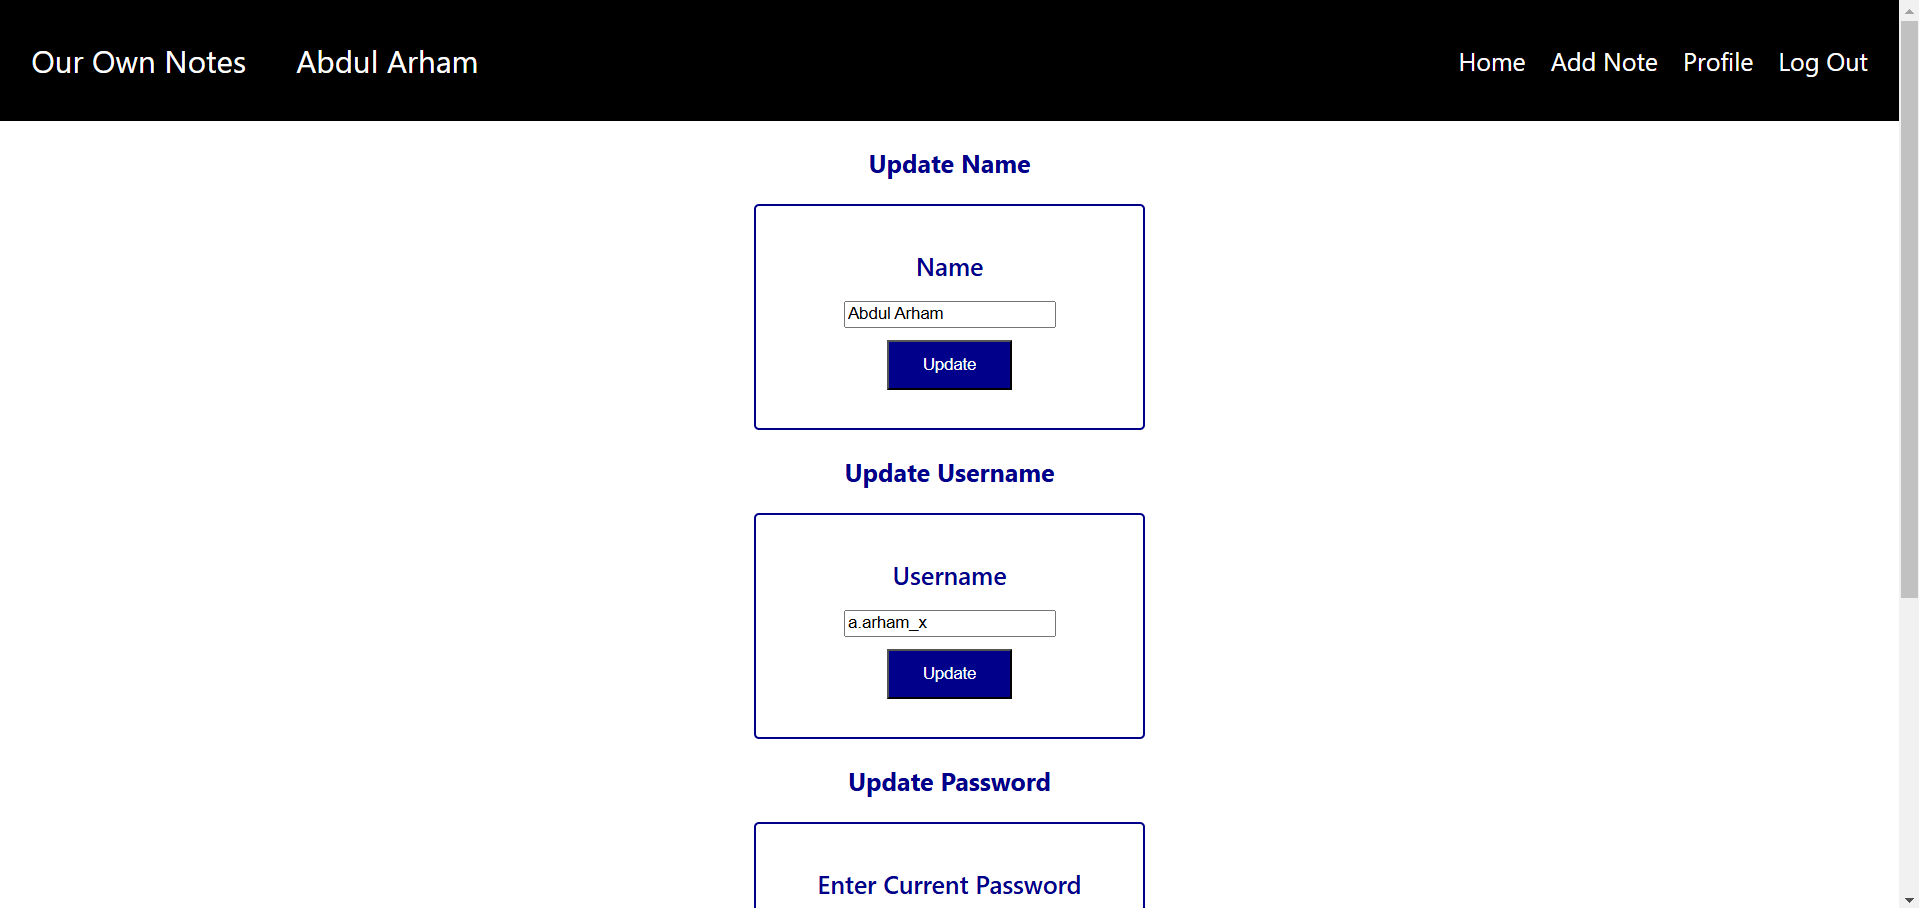 Our Own Notes Abdul Arham Home Add Note Profile Log Out
Update Name
Name
Abdul Arham
Update
Update Username
Username
a.arham_x
Update
Update Password
Enter Current Password